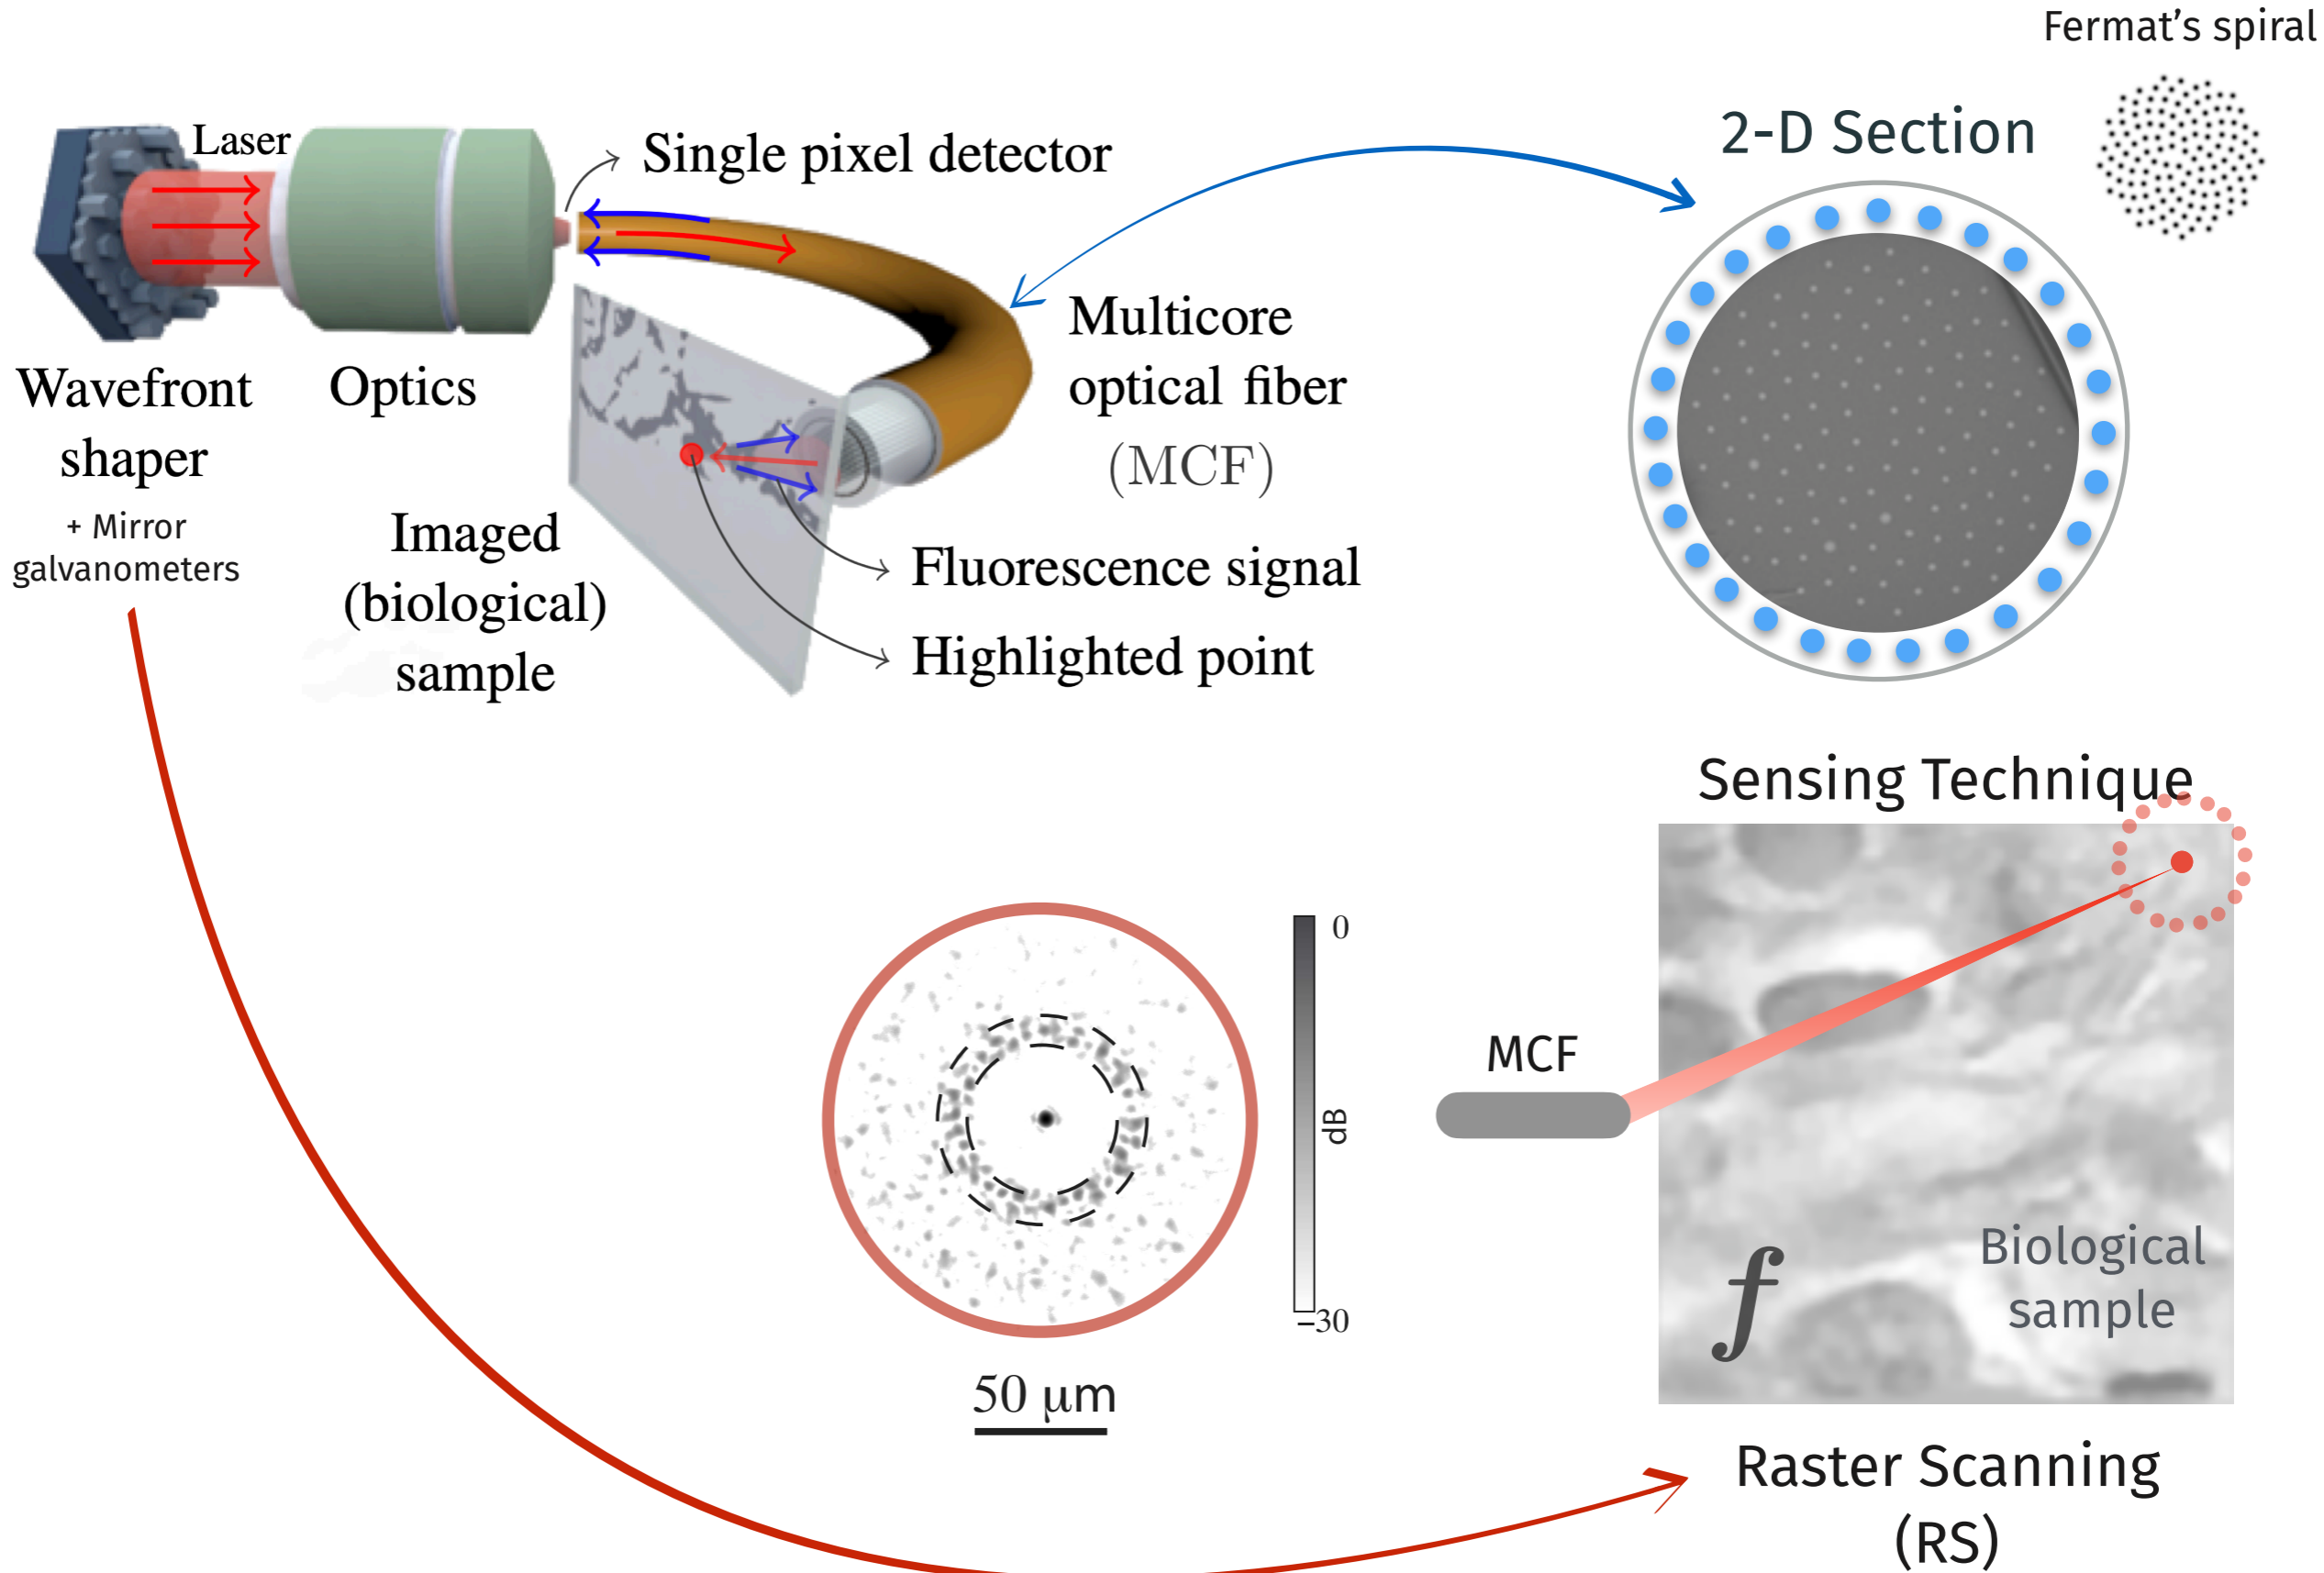 Fermat's spiral
2-D Section
Laser
Single pixel detector
Wavefront
shaper
+ Mirror
galvanometers
Optics
Multicore
optical fiber
(MCF)
Imaged
(biological)
sample
Fluorescence signal
Highlighted point
Sensing Technique
0
dB
−30
50 μm
MCF
f
Biological
sample
Raster Scanning
(RS)